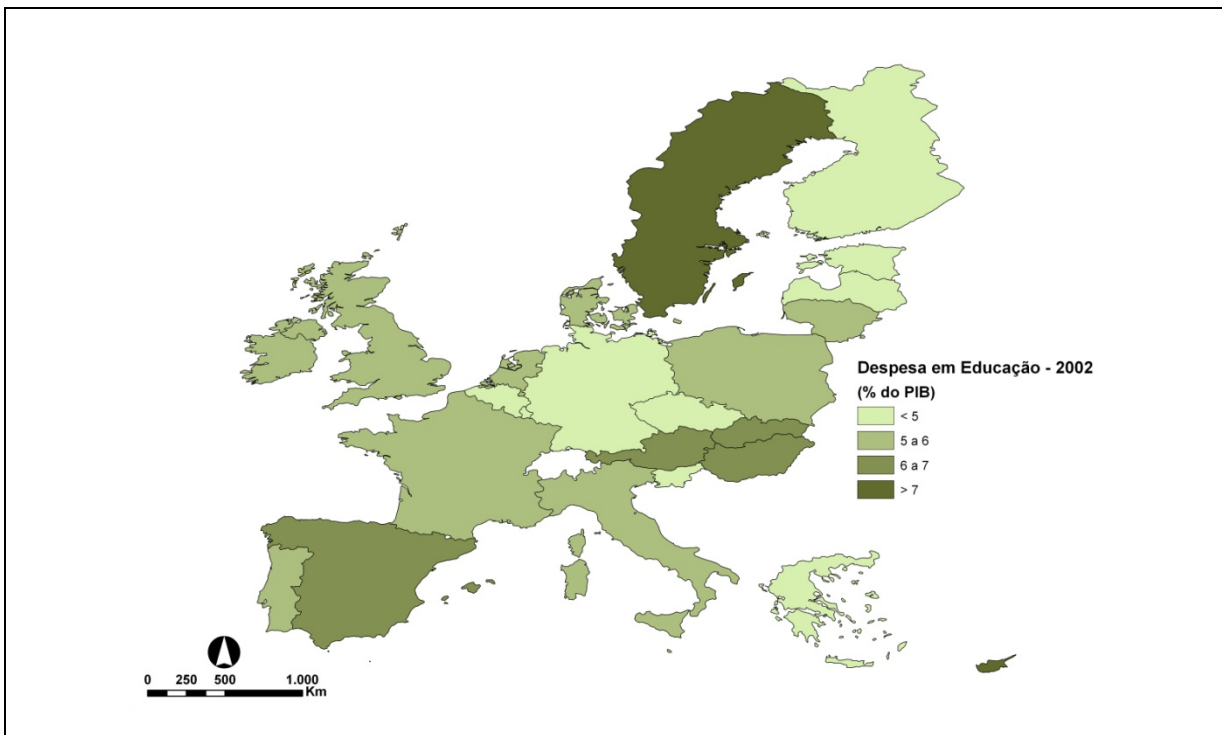 Despesa em Educação - 2002
(% do PIB)
< 5
5 a 6
6 a 7
> 7
0 250 500 1.000
Km